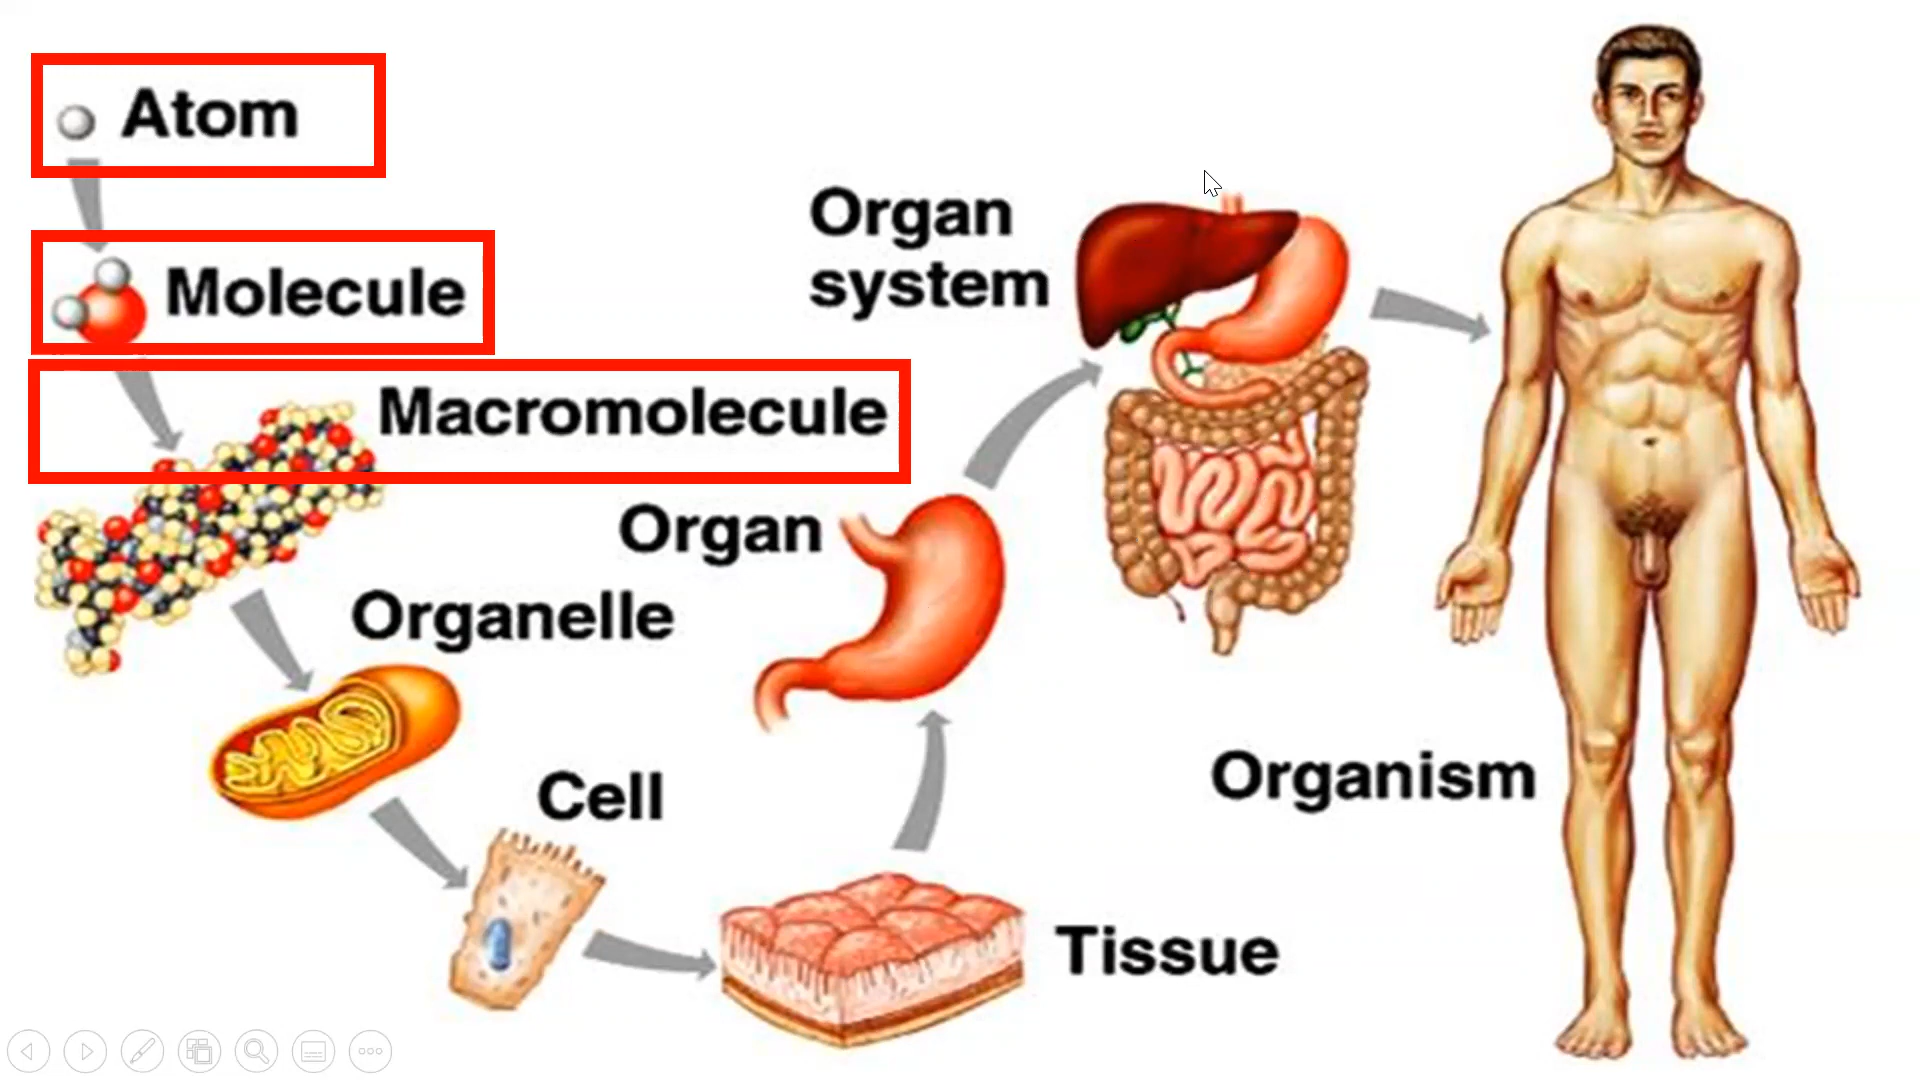 Atom
Molecule
Macromolecule
Organelle
Cell
Tissue
Organ
Organ
system
Organism